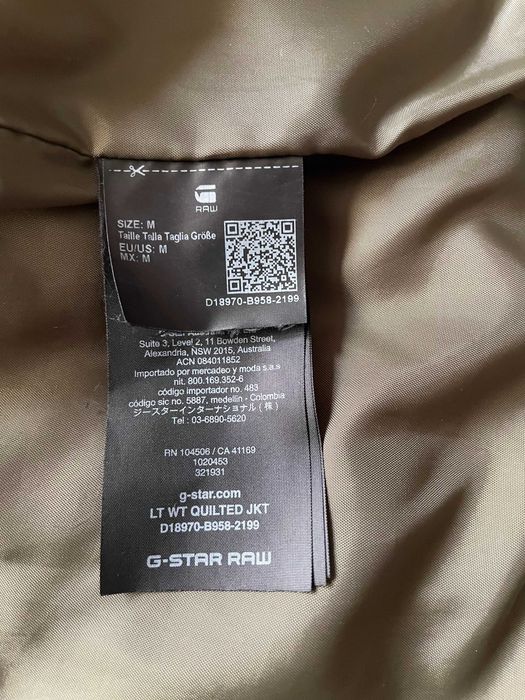 RAW
SIZE: M
Taille Talla Taglia Größe
EU/US: M
MX: M
D18970-B958-2199
G-Star Australia
Suite 3, Level 2, 11 Bowden Street,
Alexandria, NSW 2015, Australia
ACN 084011852
Importado por mercadeo y moda s.a.s
nit. 800.169.352-6
código importador no. 483
código sic no. 5887, medellin - Colombia
ジースターインターナショナル(株)
Tel : 03-6890-5620
RN 104506 / CA 41169
1020453
321931
g-star.com
LT WT QUILTED JKT
D18970-B958-2199
G-STAR RAW